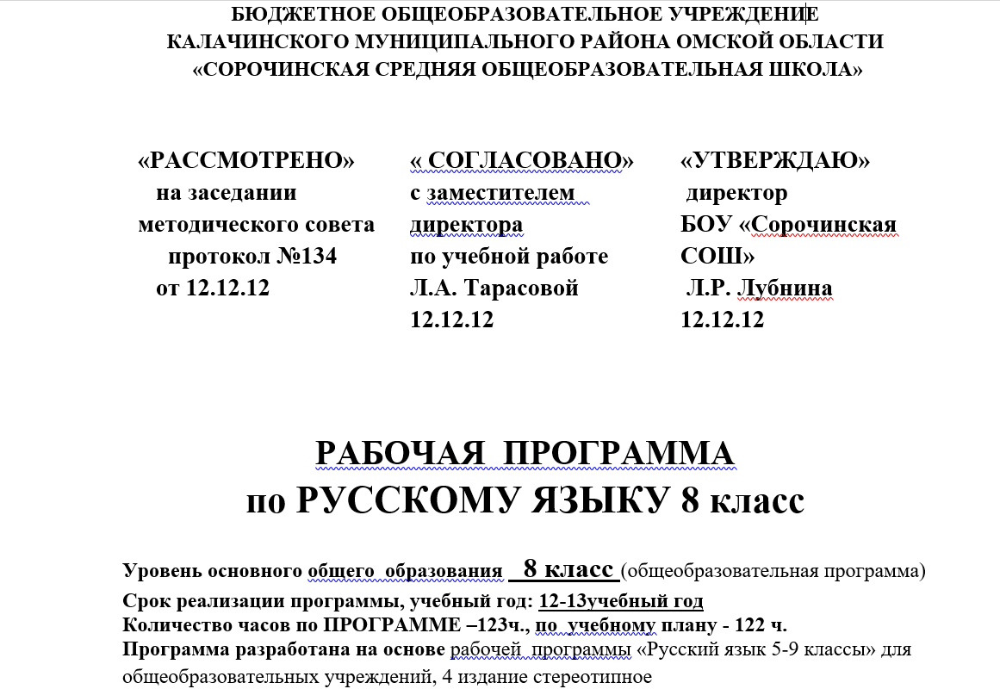 БЮДЖЕТНОЕ ОБЩЕОБРАЗОВАТЕЛЬНОЕ УЧРЕЖДЕНИЕ
КАЛАЧИНСКОГО МУНИЦИПАЛЬНОГО РАЙОНА ОМСКОЙ ОБЛАСТИ
«СОРОЧИНСКАЯ СРЕДНЯЯ ОБЩЕОБРАЗОВАТЕЛЬНАЯ ШКОЛА»
«РАССМОТРЕНО»
на заседании
методического совета
протокол №134
от 12.12.12
« СОГЛАСОВАНО»
с заместителем
директора
по учебной работе
Л.А. Тарасовой
12.12.12
«УТВЕРЖДАЮ»
директор
БОУ «Сорочинская
СОШ»
Л.Р. Лубнина
12.12.12
РАБОЧАЯ  ПРОГРАММА
по РУССКОМУ ЯЗЫКУ 8 класс
Уровень основного общего  образования   8 класс (общеобразовательная программа)
Срок реализации программы, учебный год: 12-13учебный год
Количество часов по ПРОГРАММЕ –123ч., по  учебному плану - 122 ч.
Программа разработана на основе рабочей  программы «Русский язык 5-9 классы» для
общеобразовательных учреждений, 4 издание стереотипное